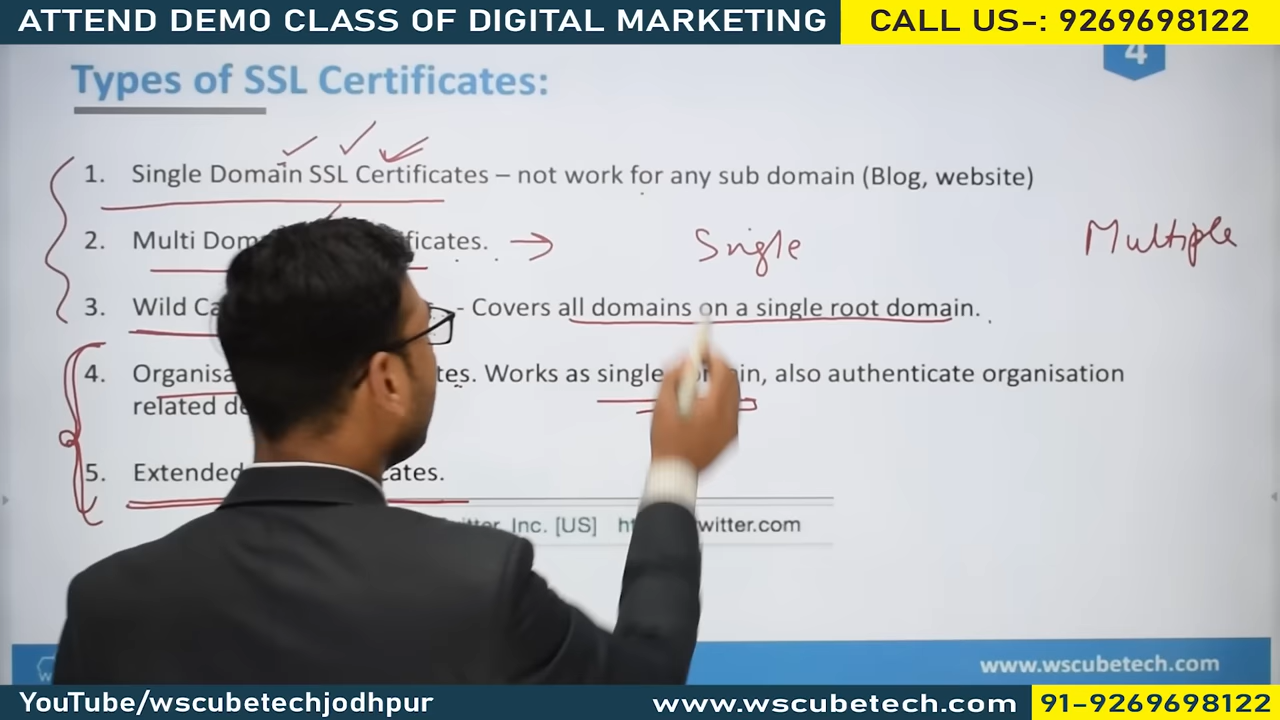 ATTEND DEMO CLASS OF DIGITAL MARKETING
CALL US-: 9269698122
4
Types of SSL Certificates:
1. Single Domain SSL Certificates – not work for any sub domain (Blog, website)
2. Multi Dom ficates. → Single Multiple
3. Wild Ca - Covers all domains on a single root domain.
4. Organisa tes. Works as single in, also authenticate organisation
related de
5. Extended cates.
Inc. [US] witter.com
www.wscubetech.com
YouTube/wscubetechjodhpur
www.wscubetech.com
91-9269698122